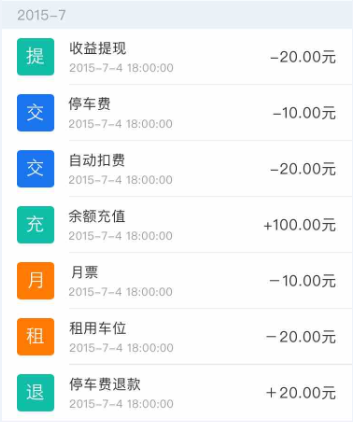 2015-7
提
收益提现
-20.00元
2015-7-4 18:00:00
交
停车费
-10.00元
2015-7-4 18:00:00
交
自动扣费
-20.00元
2015-7-4 18:00:00
充
余额充值
+100.00元
2015-7-4 18:00:00
月
月票
－10.00元
2015-7-4 18:00:00
租
租用车位
－20.00元
2015-7-4 18:00:00
退
停车费退款
＋20.00元
2015-7-4 18:00:00